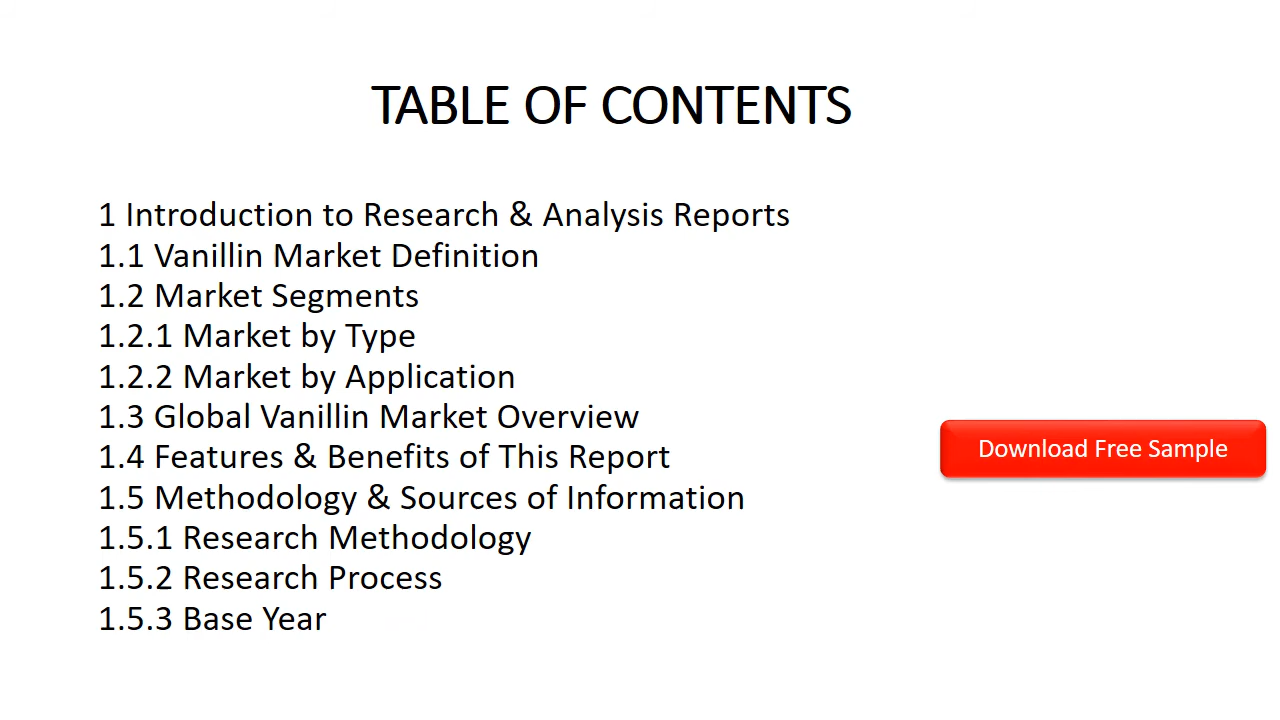 TABLE OF CONTENTS
1 Introduction to Research & Analysis Reports
1.1 Vanillin Market Definition
1.2 Market Segments
1.2.1 Market by Type
1.2.2 Market by Application
1.3 Global Vanillin Market Overview
1.4 Features & Benefits of This Report
1.5 Methodology & Sources of Information
1.5.1 Research Methodology
1.5.2 Research Process
1.5.3 Base Year
Download Free Sample